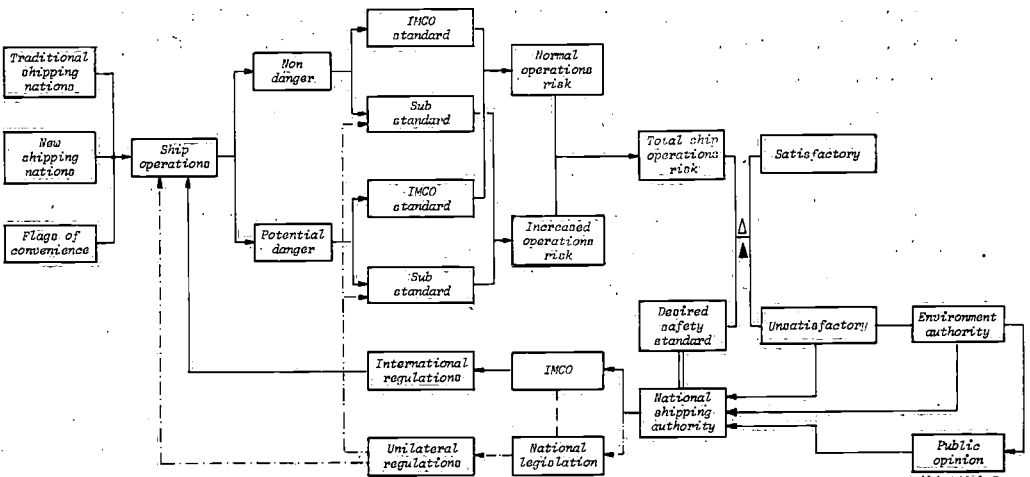 Traditional
shipping
nations
New
shipping
nations
Flags of
convenience
Ship
operations
Non
danger
Potential
danger
IMCO
standard
Sub
standard
IMCO
standard
Sub
standard
Normal
operations
risk
Increased
operations
risk
Total ship
operations
risk
Satisfactory
Desired
safety
standard
Unsatisfactory
Environment
authority
International
regulations
IMCO
National
shipping
authority
Unilateral
regulations
National
legislation
Public
opinion